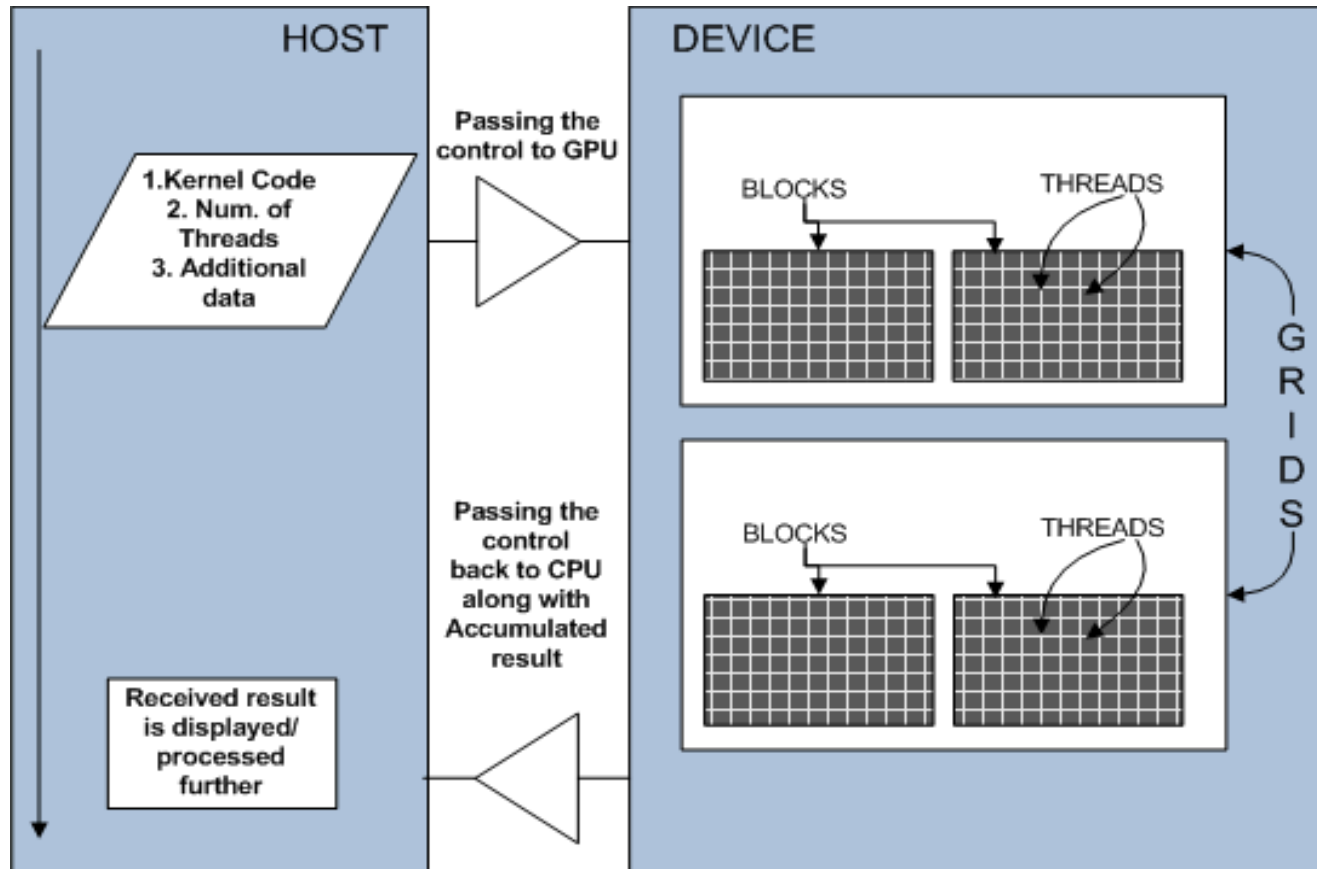 HOST
1.Kernel Code
2. Num. of
Threads
3. Additional
data
Passing the
control to GPU
DEVICE
BLOCKS
THREADS
BLOCKS
THREADS
GRIDS
Passing the
control
back to CPU
along with
Accumulated
result
Received result
is displayed/
processed
further